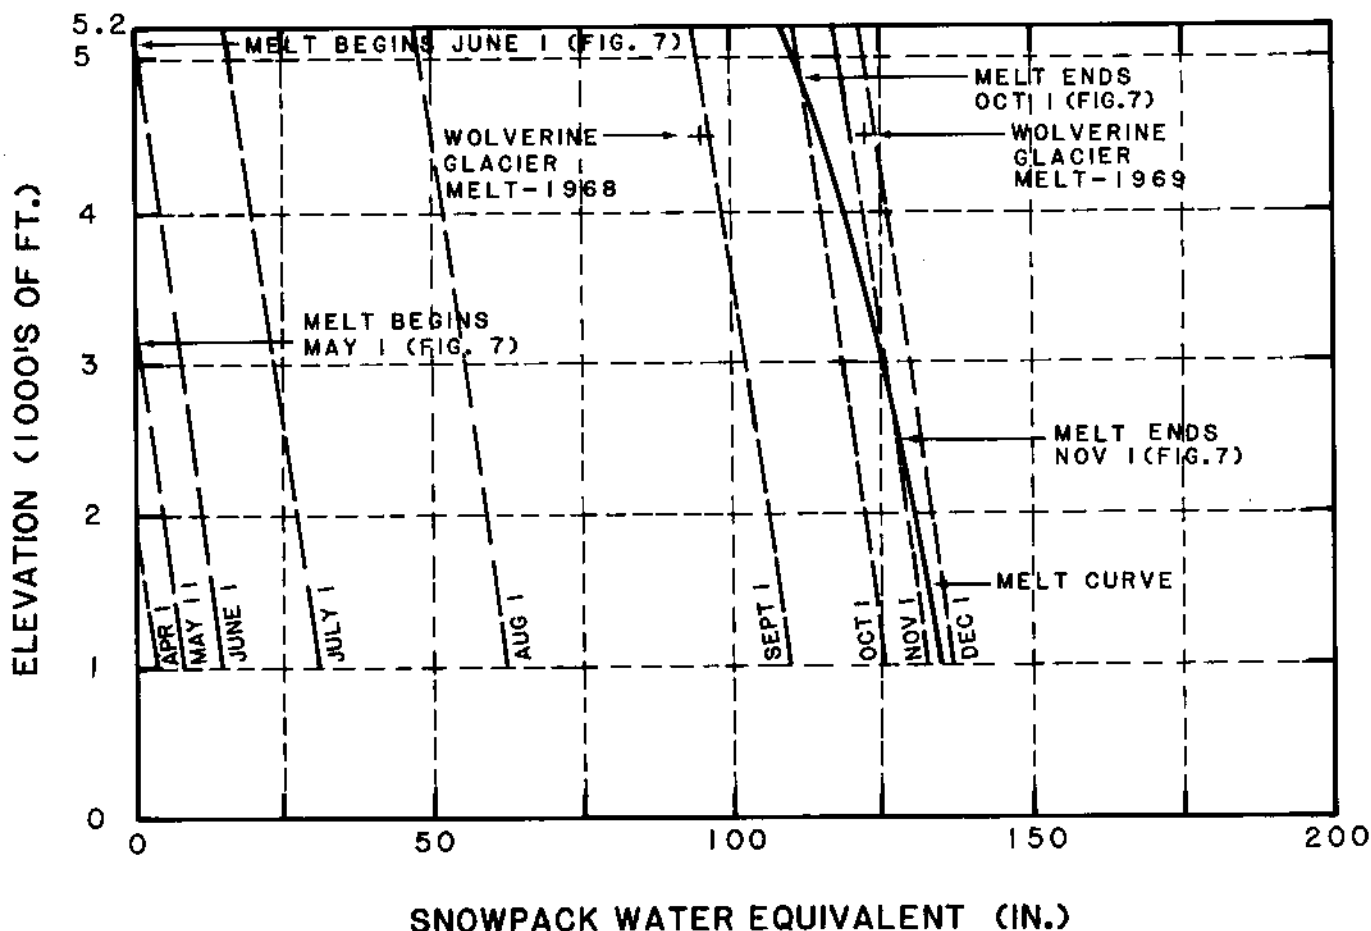 5.2
MELT BEGINS JUNE 1 (FIG. 7)
5
MELT ENDS
OCT 1 (FIG.7)
WOLVERINE
GLACIER
MELT-1968
WOLVERINE
GLACIER
MELT-1969
4
MELT BEGINS
MAY 1 (FIG. 7)
3
MELT ENDS
NOV 1 (FIG.7)
2
MELT CURVE
APR 1
MAY 1
JUNE 1
JULY 1
AUG 1
SEPT 1
OCT 1
NOV 1
DEC 1
1
0
0
50
100
150
200
ELEVATION (1000'S OF FT.)
SNOWPACK WATER EQUIVALENT (IN.)